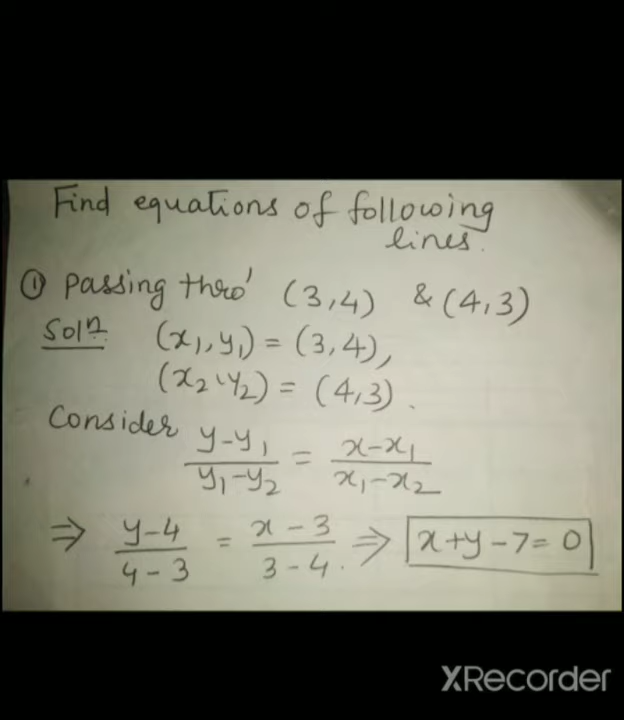 Find equations of following
lines.
① Passing thro' (3,4) & (4,3)
Solⁿ (x₁,y₁) = (3,4),
(x₂,y₂) = (4,3).
Consider (y-y₁)/(y₁-y₂) = (x-x₁)/(x₁-x₂)
⇒ (y-4)/(4-3) = (x-3)/(3-4). ⇒ x+y-7=0
XRecorder